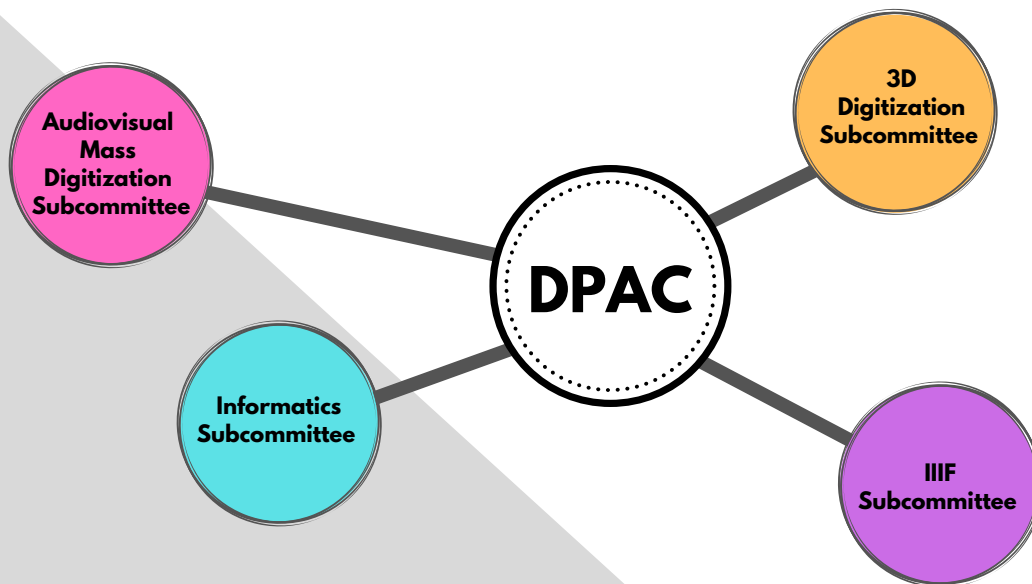 Audiovisual
Mass
Digitization
Subcommittee
3D
Digitization
Subcommittee
DPAC
Informatics
Subcommittee
IIIF
Subcommittee